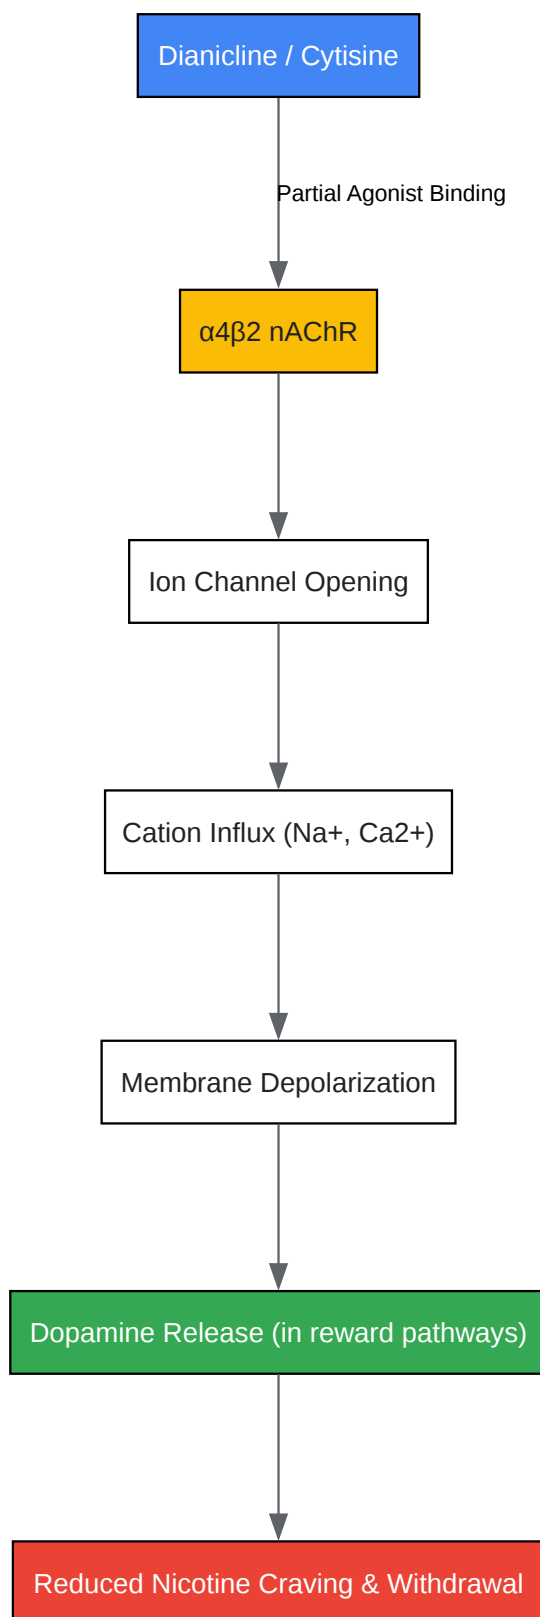 Dianicline / Cytisine
Partial Agonist Binding
α4β2 nAChR
Ion Channel Opening
Cation Influx (Na+, Ca2+)
Membrane Depolarization
Dopamine Release (in reward pathways)
Reduced Nicotine Craving & Withdrawal